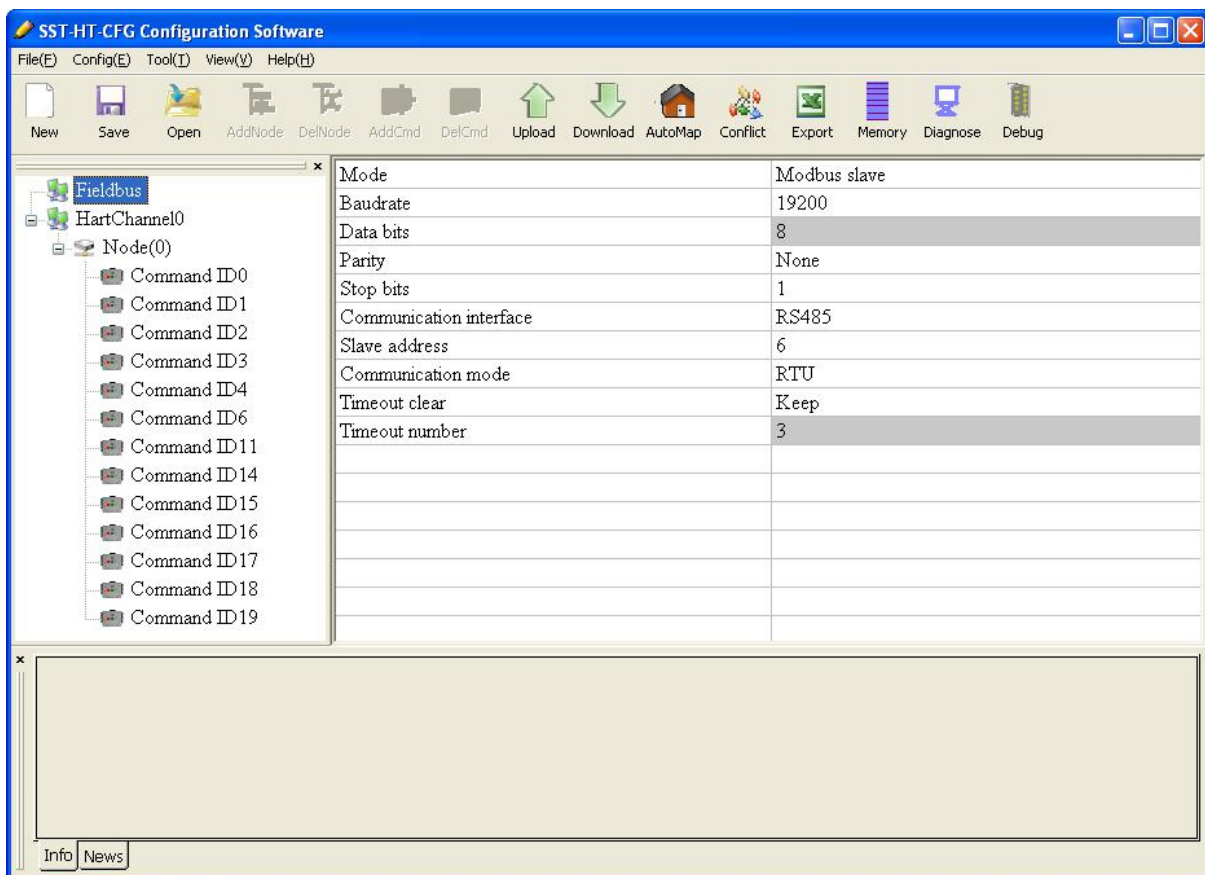 SST-HT-CFG Configuration Software
File(F) Config(E) Tool(T) View(V) Help(H)
New Save Open AddNode DelNode AddCmd DelCmd Upload Download AutoMap Conflict Export Memory Diagnose Debug
Fieldbus
HartChannel0
Node(0)
Command ID0
Command ID1
Command ID2
Command ID3
Command ID4
Command ID6
Command ID11
Command ID14
Command ID15
Command ID16
Command ID17
Command ID18
Command ID19
Mode Modbus slave
Baudrate 19200
Data bits 8
Parity None
Stop bits 1
Communication interface RS485
Slave address 6
Communication mode RTU
Timeout clear Keep
Timeout number 3
Info News